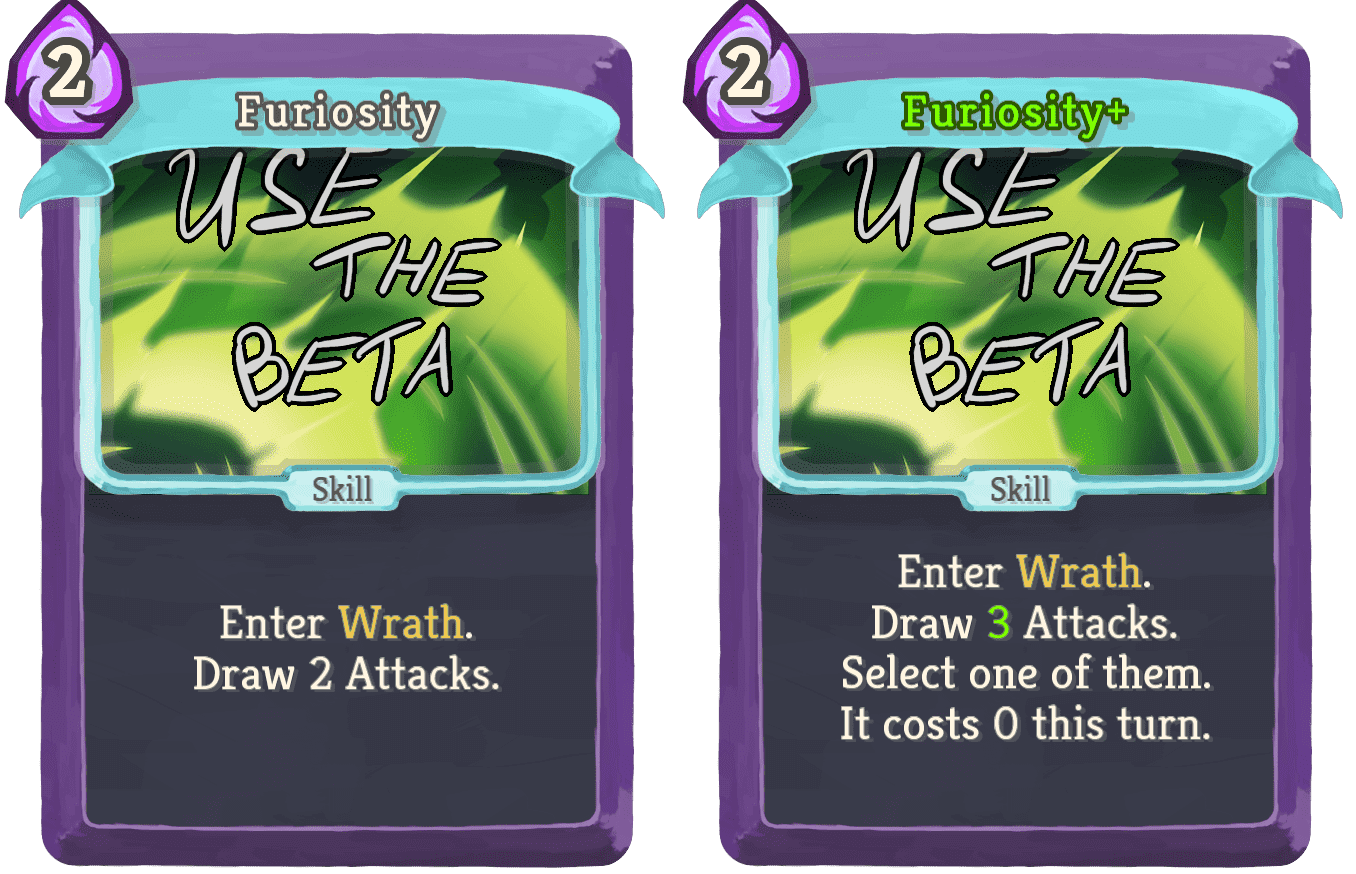 2
Furiosity
USE
THE
BETA
Skill
Enter Wrath.
Draw 2 Attacks.
2
Furiosity+
USE
THE
BETA
Skill
Enter Wrath.
Draw 3 Attacks.
Select one of them.
It costs 0 this turn.